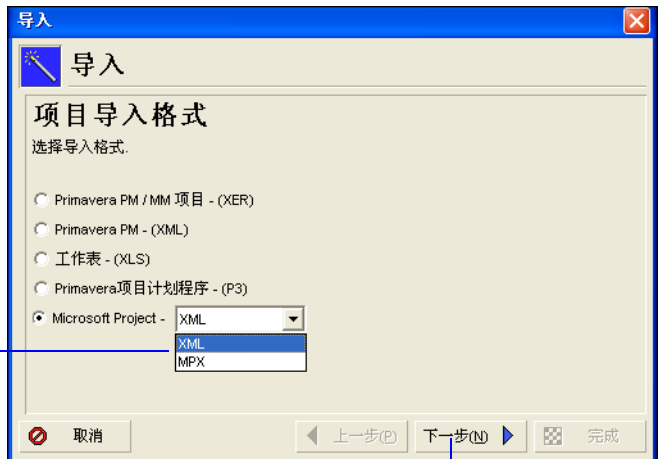 导入
导入
项目导入格式
选择导入格式.
Primavera PM / MM 项目 - (XER)
Primavera PM - (XML)
工作表 - (XLS)
Primavera项目计划程序 - (P3)
Microsoft Project - XML
XML
MPX
取消 上一步(P) 下一步(N) 完成